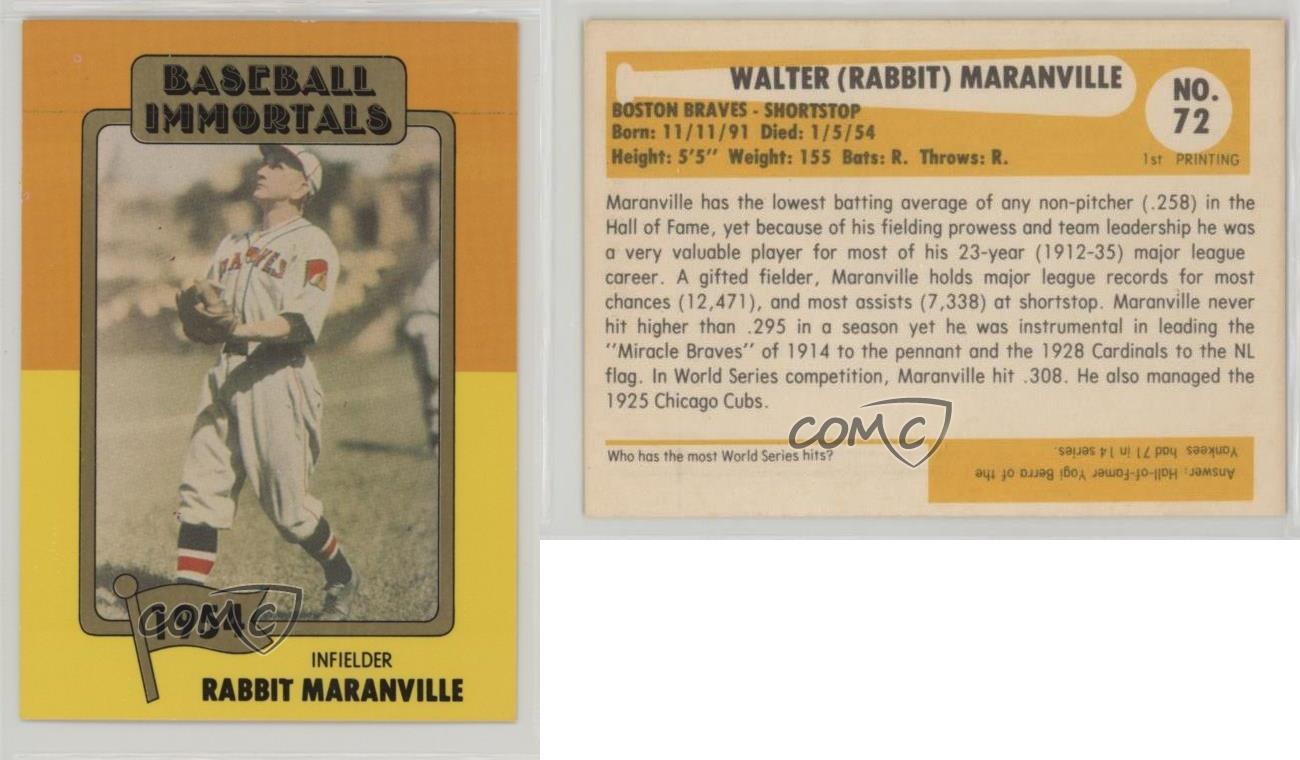 BASEBALL
IMMORTALS
BRAVES
1954
COMC
INFIELDER
RABBIT MARANVILLE
WALTER (RABBIT) MARANVILLE
BOSTON BRAVES - SHORTSTOP
Born: 11/11/91 Died: 1/5/54
Height: 5'5" Weight: 155 Bats: R. Throws: R.
NO.
72
1st PRINTING
Maranville has the lowest batting average of any non-pitcher (.258) in the
Hall of Fame, yet because of his fielding prowess and team leadership he was
a very valuable player for most of his 23-year (1912-35) major league
career. A gifted fielder, Maranville holds major league records for most
chances (12,471), and most assists (7,338) at shortstop. Maranville never
hit higher than .295 in a season yet he was instrumental in leading the
"Miracle Braves" of 1914 to the pennant and the 1928 Cardinals to the NL
flag. In World Series competition, Maranville hit .308. He also managed the
1925 Chicago Cubs.
COMC
Who has the most World Series hits?
Answer: Hall-of-Famer Yogi Berra of the
Yankees had 71 in 14 series.